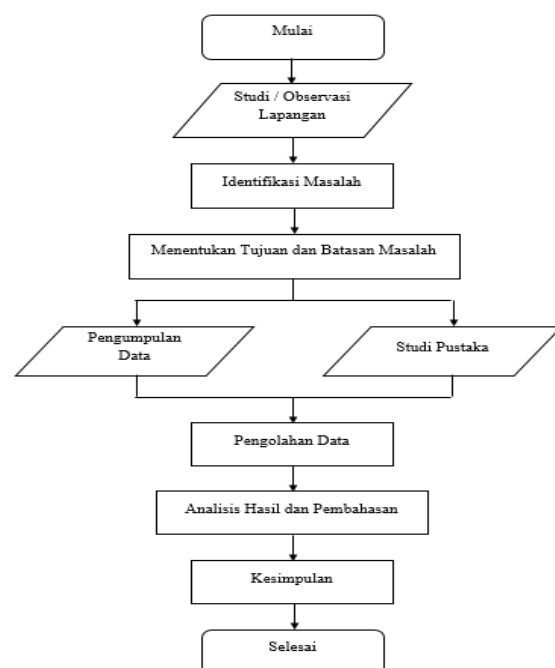 Mulai
Studi / Observasi
Lapangan
Identifikasi Masalah
Menentukan Tujuan dan Batasan Masalah
Pengumpulan
Data
Studi Pustaka
Pengolahan Data
Analisis Hasil dan Pembahasan
Kesimpulan
Selesai